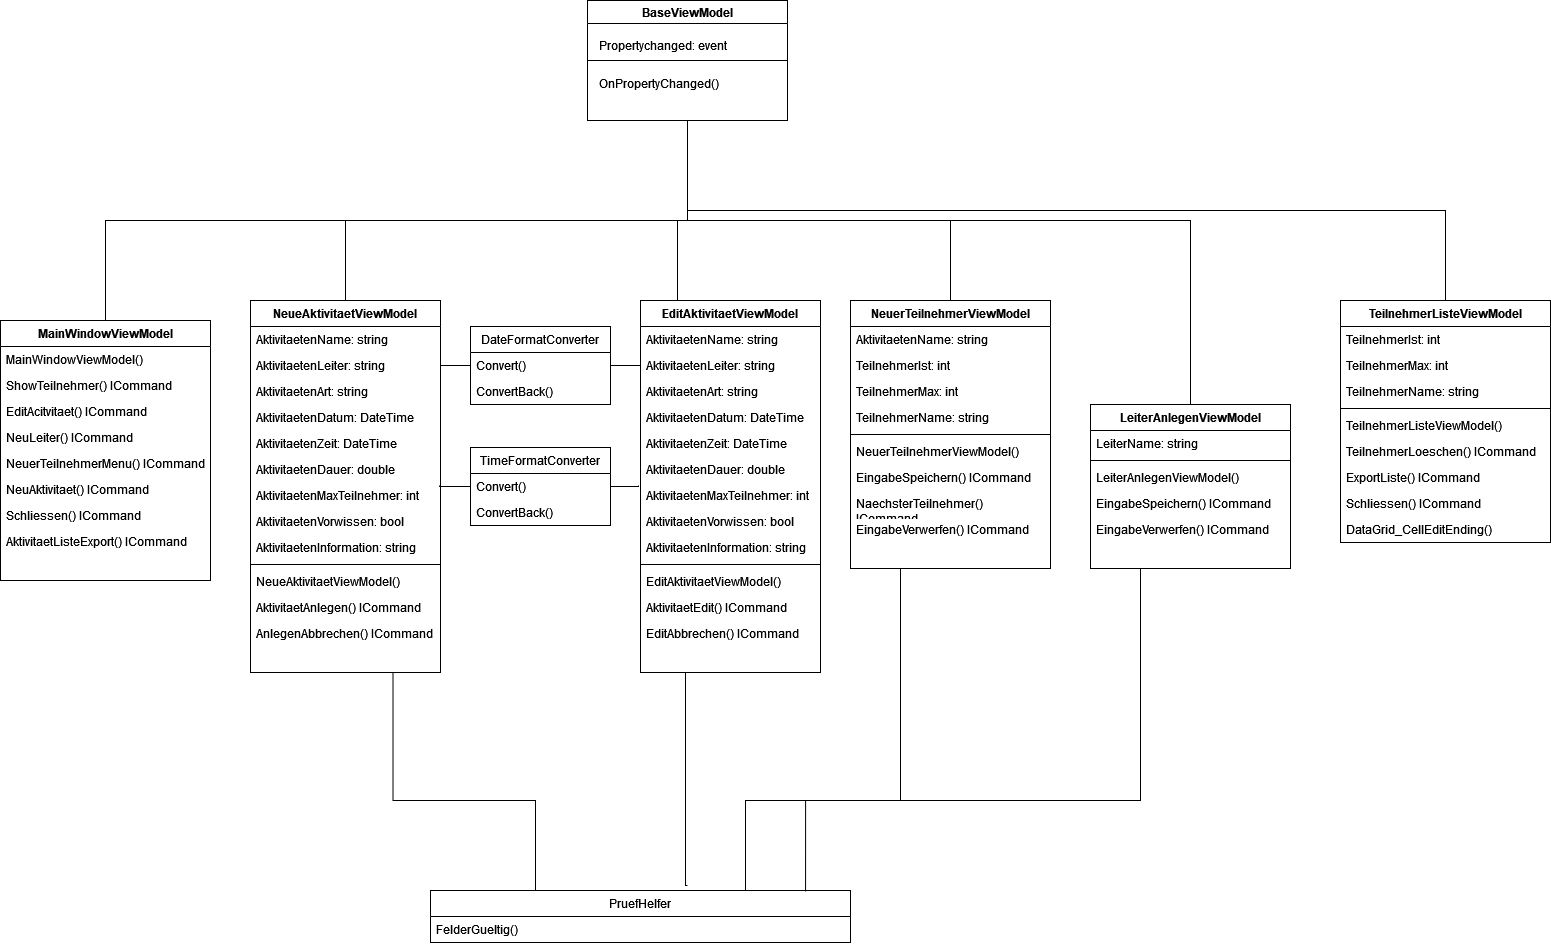 BaseViewModel
Propertychanged: event
OnPropertyChanged()
MainWindowViewModel
MainWindowViewModel()
ShowTeilnehmer() ICommand
EditAcitvitaet() ICommand
NeuLeiter() ICommand
NeuerTeilnehmerMenu() ICommand
NeuAktivitaet() ICommand
Schliessen() ICommand
AktivitaetListeExport() ICommand
NeueAktivitaetViewModel
AktivitaetenName: string
AktivitaetenLeiter: string
AktivitaetenArt: string
AktivitaetenDatum: DateTime
AktivitaetenZeit: DateTime
AktivitaetenDauer: double
AktivitaetenMaxTeilnehmer: int
AktivitaetenVorwissen: bool
AktivitaetenInformation: string
NeueAktivitaetViewModel()
AktivitaetAnlegen() ICommand
AnlegenAbbrechen() ICommand
DateFormatConverter
Convert()
ConvertBack()
TimeFormatConverter
Convert()
ConvertBack()
EditAktivitaetViewModel
AktivitaetenName: string
AktivitaetenLeiter: string
AktivitaetenArt: string
AktivitaetenDatum: DateTime
AktivitaetenZeit: DateTime
AktivitaetenDauer: double
AktivitaetenMaxTeilnehmer: int
AktivitaetenVorwissen: bool
AktivitaetenInformation: string
EditAktivitaetViewModel()
AktivitaetEdit() ICommand
EditAbbrechen() ICommand
NeuerTeilnehmerViewModel
AktivitaetenName: string
TeilnehmerIst: int
TeilnehmerMax: int
TeilnehmerName: string
NeuerTeilnehmerViewModel()
EingabeSpeichern() ICommand
NaechsterTeilnehmer()
ICommand
EingabeVerwerfen() ICommand
LeiterAnlegenViewModel
LeiterName: string
LeiterAnlegenViewModel()
EingabeSpeichern() ICommand
EingabeVerwerfen() ICommand
TeilnehmerListeViewModel
TeilnehmerIst: int
TeilnehmerMax: int
TeilnehmerName: string
TeilnehmerListeViewModel()
TeilnehmerLoeschen() ICommand
ExportListe() ICommand
Schliessen() ICommand
DataGrid_CellEditEnding()
PruefHelfer
FelderGueltig()